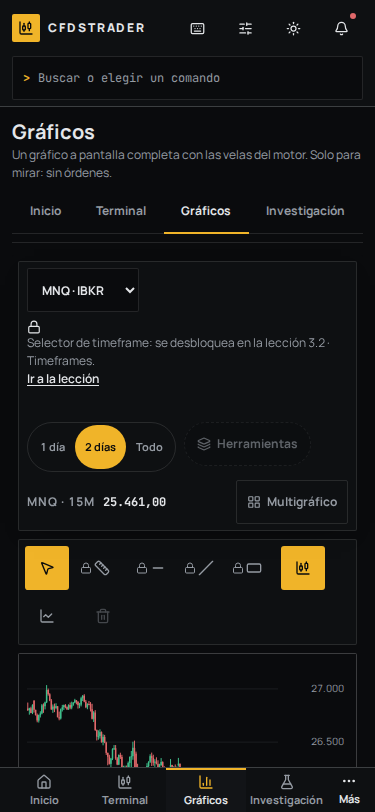 CFDSTRADER
> Buscar o elegir un comando
Gráficos
Un gráfico a pantalla completa con las velas del motor. Solo para
mirar: sin órdenes.
Inicio Terminal Gráficos Investigación
MNQ · IBKR
Selector de timeframe: se desbloquea en la lección 3.2 ·
Timeframes.
Ir a la lección
1 día 2 días Todo Herramientas
MNQ · 15M 25.461,00 Multigráfico
27.000
26.500
Inicio Terminal Gráficos Investigación Más